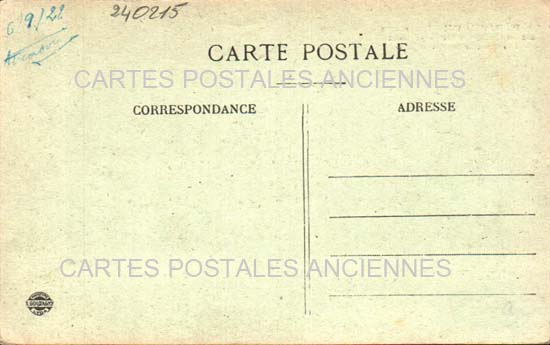 6/9/22
240215
CARTE POSTALE
CARTES POSTALES ANCIENNES
CORRESPONDANCE
ADRESSE
CARTES POSTALES ANCIENNES